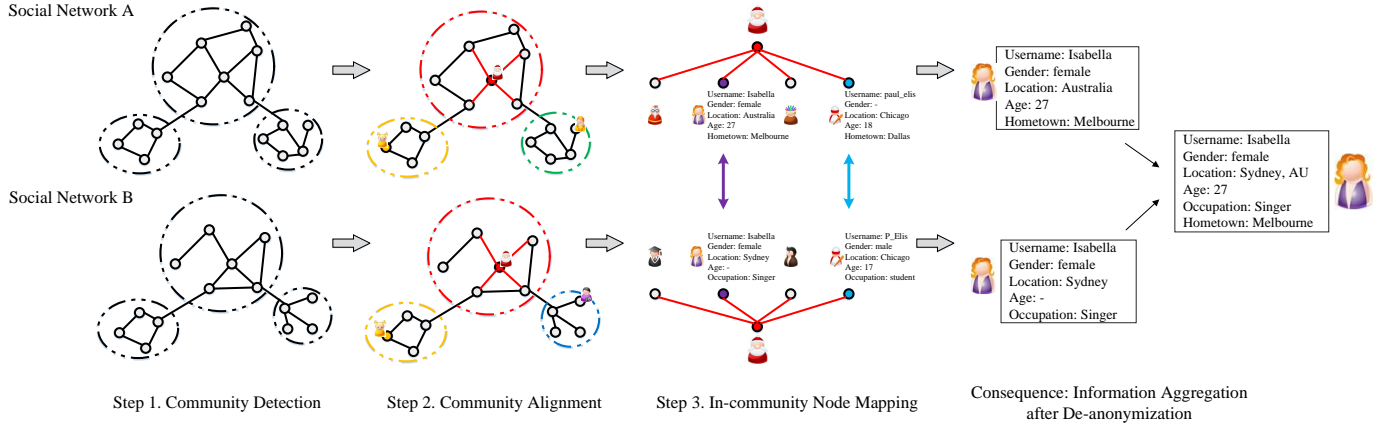 Social Network A
Username: Isabella
Gender: female
Location: Australia
Age: 27
Hometown: Melbourne
Username: paul_elis
Gender: -
Location: Chicago
Age: 18
Hometown: Dallas
Username: Isabella
Gender: female
Location: Australia
Age: 27
Hometown: Melbourne
Username: Isabella
Gender: female
Location: Sydney, AU
Age: 27
Occupation: Singer
Hometown: Melbourne
Social Network B
Username: Isabella
Gender: female
Location: Sydney
Age: -
Occupation: Singer
Username: P_Elis
Gender: male
Location: Chicago
Age: 17
Occupation: student
Username: Isabella
Gender: female
Location: Sydney
Age: -
Occupation: Singer
Step 1. Community Detection
Step 2. Community Alignment
Step 3. In-community Node Mapping
Consequence: Information Aggregation
after De-anonymization